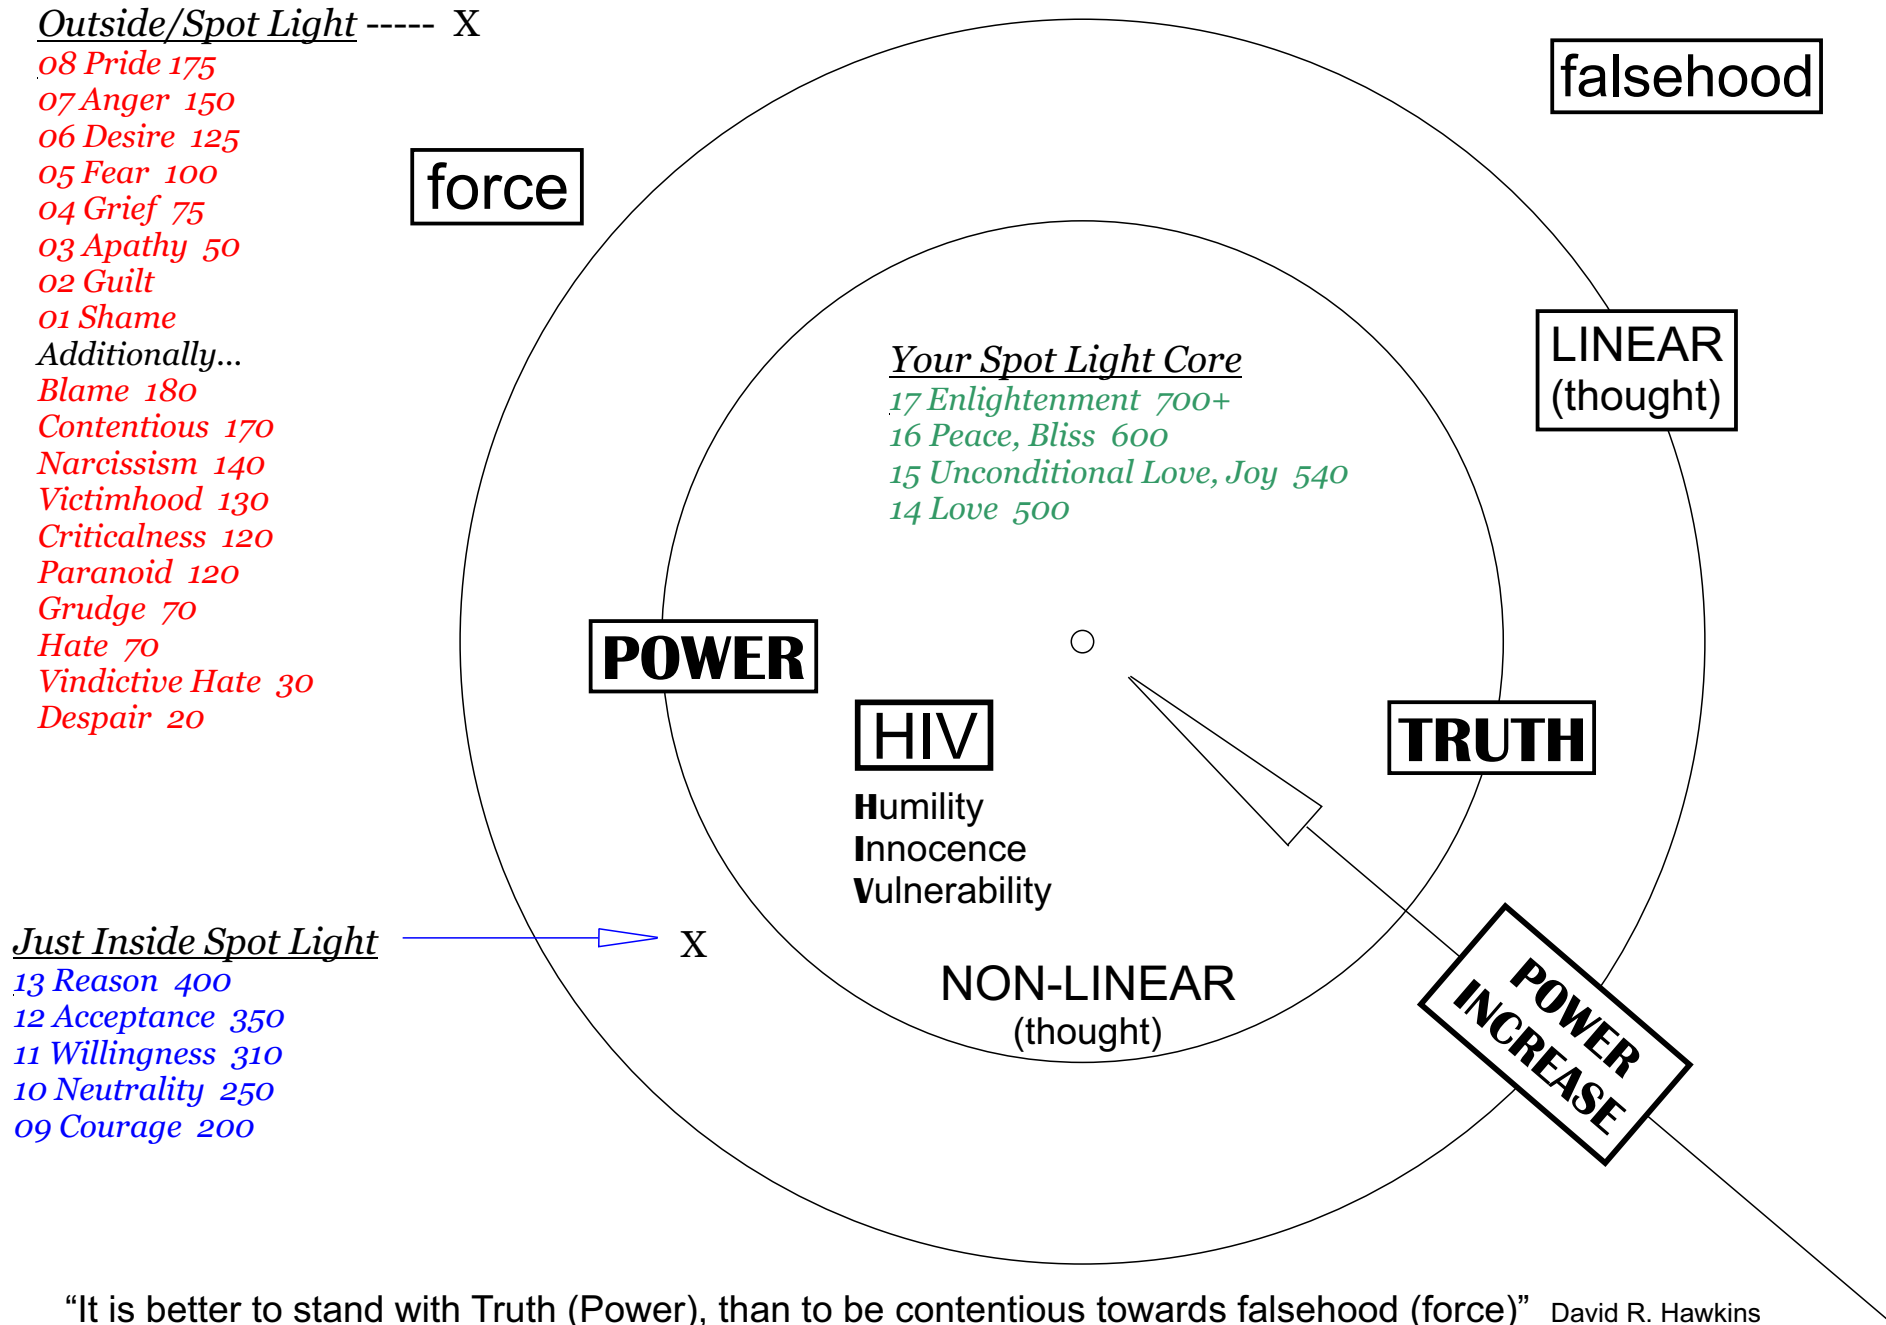 Outside/Spot Light ----- X
08 Pride 175
07 Anger 150
06 Desire 125
05 Fear 100
04 Grief 75
03 Apathy 50
02 Guilt
01 Shame
Additionally...
Blame 180
Contentious 170
Narcissism 140
Victimhood 130
Criticalness 120
Paranoid 120
Grudge 70
Hate 70
Vindictive Hate 30
Despair 20
force
falsehood
LINEAR
(thought)
Your Spot Light Core
17 Enlightenment 700+
16 Peace, Bliss 600
15 Unconditional Love, Joy 540
14 Love 500
POWER
TRUTH
HIV
Humility
Innocence
Vulnerability
NON-LINEAR
(thought)
POWER
INCREASE
Just Inside Spot Light
X
13 Reason 400
12 Acceptance 350
11 Willingness 310
10 Neutrality 250
09 Courage 200
“It is better to stand with Truth (Power), than to be contentious towards falsehood (force)” David R. Hawkins